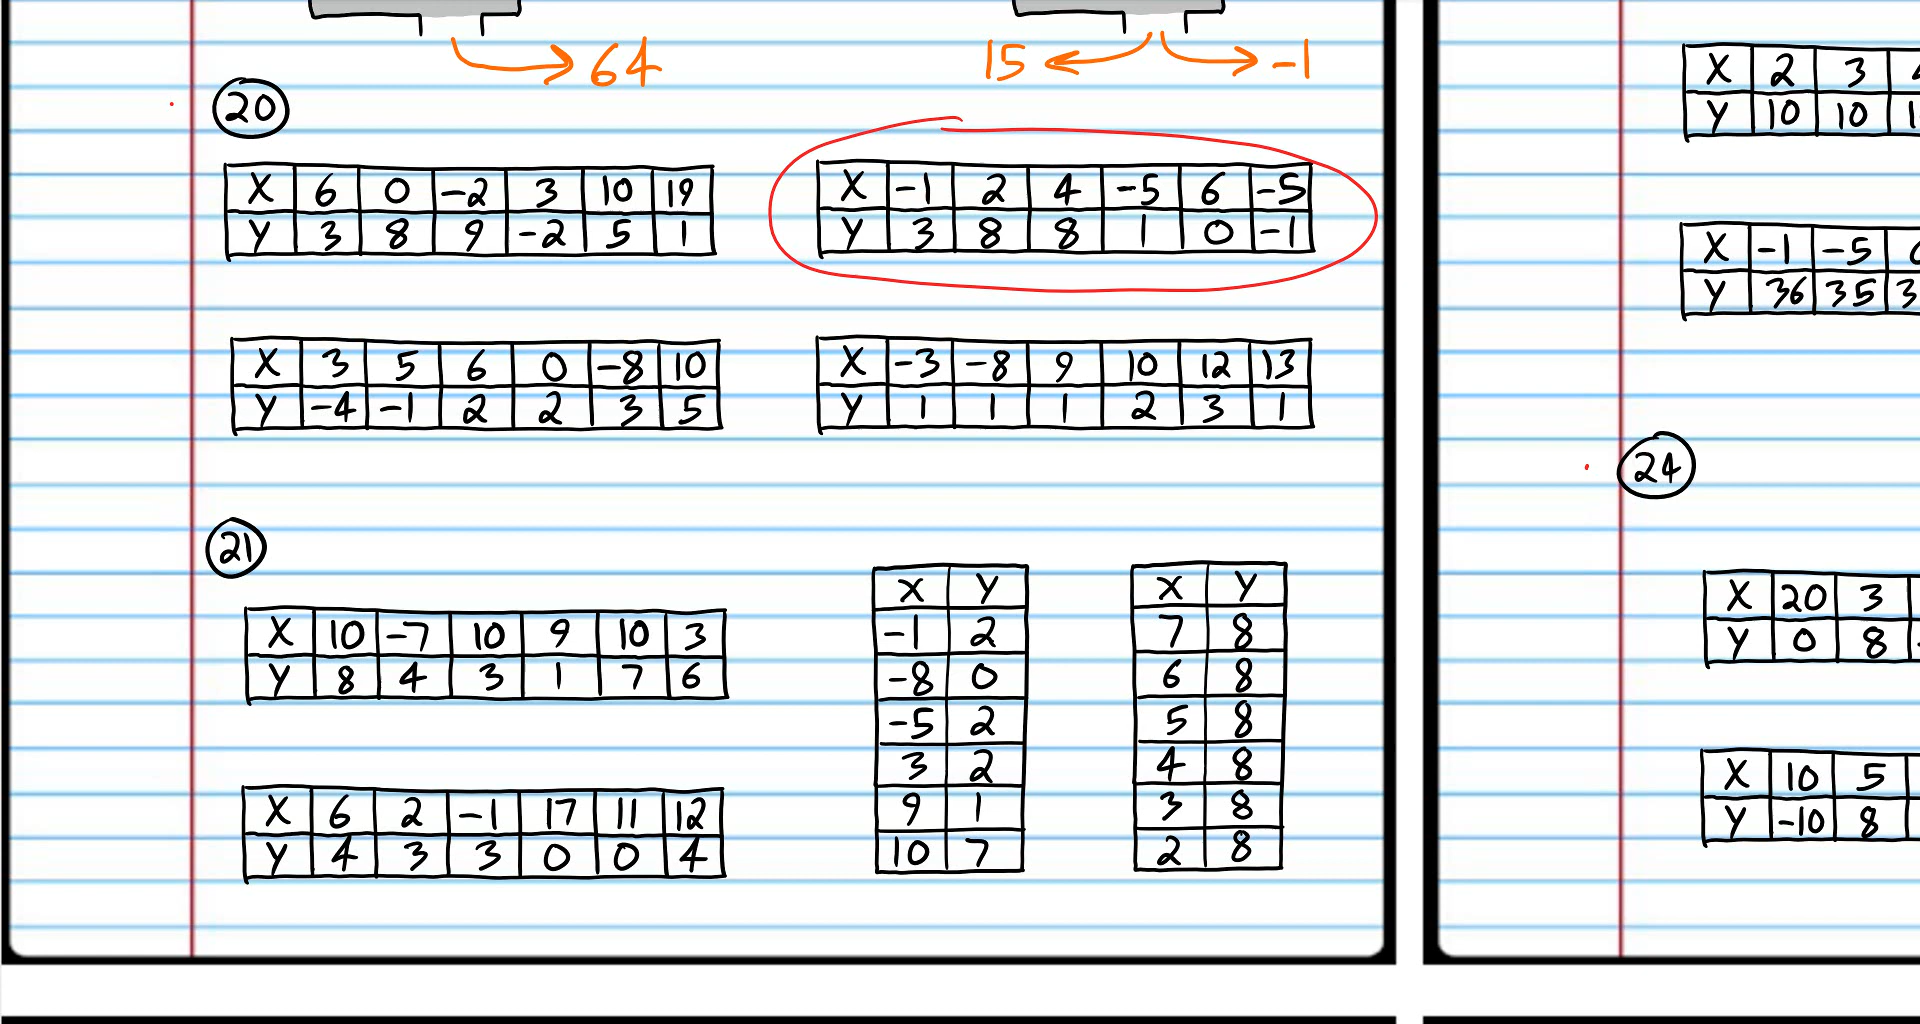 64
15 -1
20
X 6 0 -2 3 10 19
Y 3 8 9 -2 5 1
X -1 2 4 -5 6 -5
Y 3 8 8 1 0 -1
X 3 5 6 0 -8 10
Y -4 -1 2 2 3 5
X -3 -8 9 10 12 13
Y 1 1 1 2 3 1
21
X 10 -7 10 9 10 3
Y 8 4 3 1 7 6
X 6 2 -1 17 11 12
Y 4 3 3 0 0 4
X Y
-1 2
-8 0
-5 2
3 2
9 1
10 7
X Y
7 8
6 8
5 8
4 8
3 8
2 8
X 2 3
Y 10 10
X -1 -5
Y 36 35 3
24
X 20 3
Y 0 8
X 10 5
Y -10 8